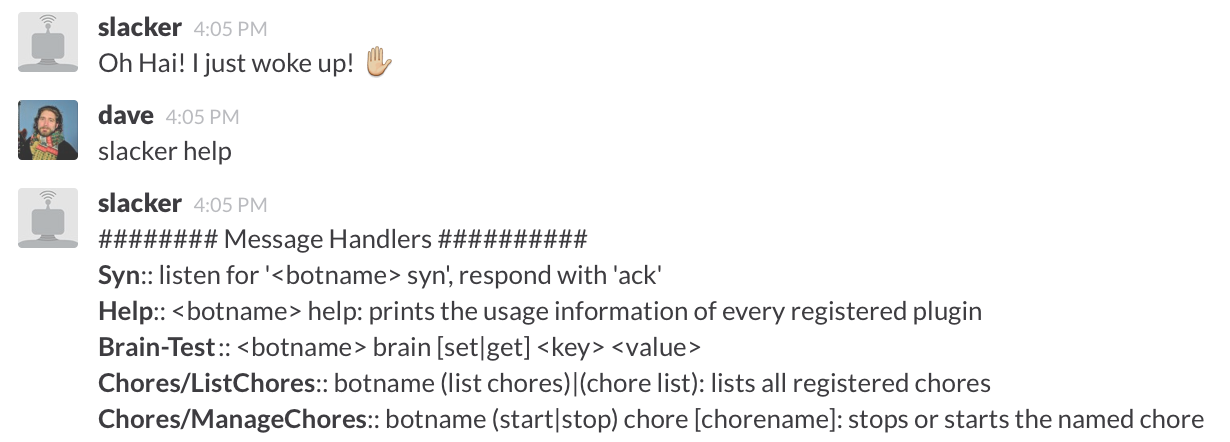 slacker 4:05 PM
Oh Hai! I just woke up! ✋
dave 4:05 PM
slacker help
slacker 4:05 PM
######## Message Handlers ##########
Syn:: listen for '<botname> syn', respond with 'ack'
Help:: <botname> help: prints the usage information of every registered plugin
Brain-Test:: <botname> brain [set|get] <key> <value>
Chores/ListChores:: botname (list chores)|(chore list): lists all registered chores
Chores/ManageChores:: botname (start|stop) chore [chorename]: stops or starts the named chore